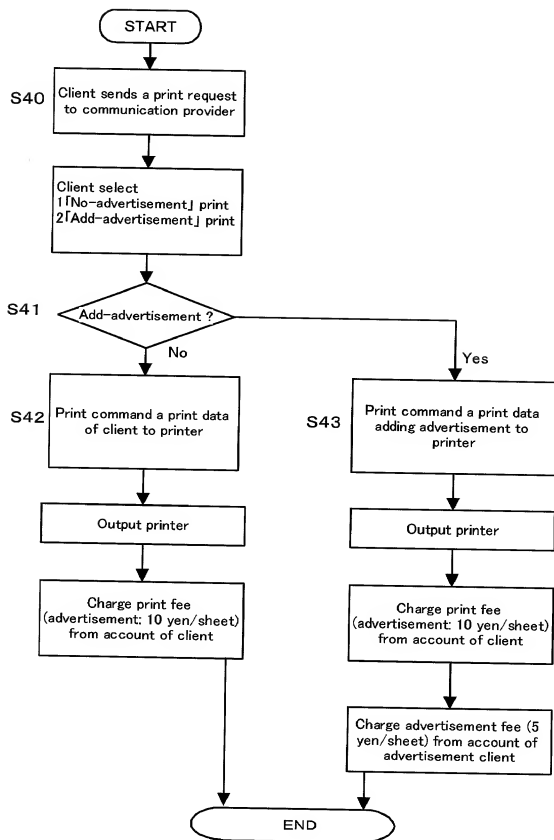 START
S40
Client sends a print request
to communication provider
Client select
1「No-advertisement」 print
2「Add-advertisement」 print
S41
Add-advertisement ?
No
Yes
S42
Print command a print data
of client to printer
S43
Print command a print data
adding advertisement to
printer
Output printer
Output printer
Charge print fee
(advertisement: 10 yen/sheet)
from account of client
Charge print fee
(advertisement: 10 yen/sheet)
from account of client
Charge advertisement fee (5
yen/sheet) from account of
advertisement client
END